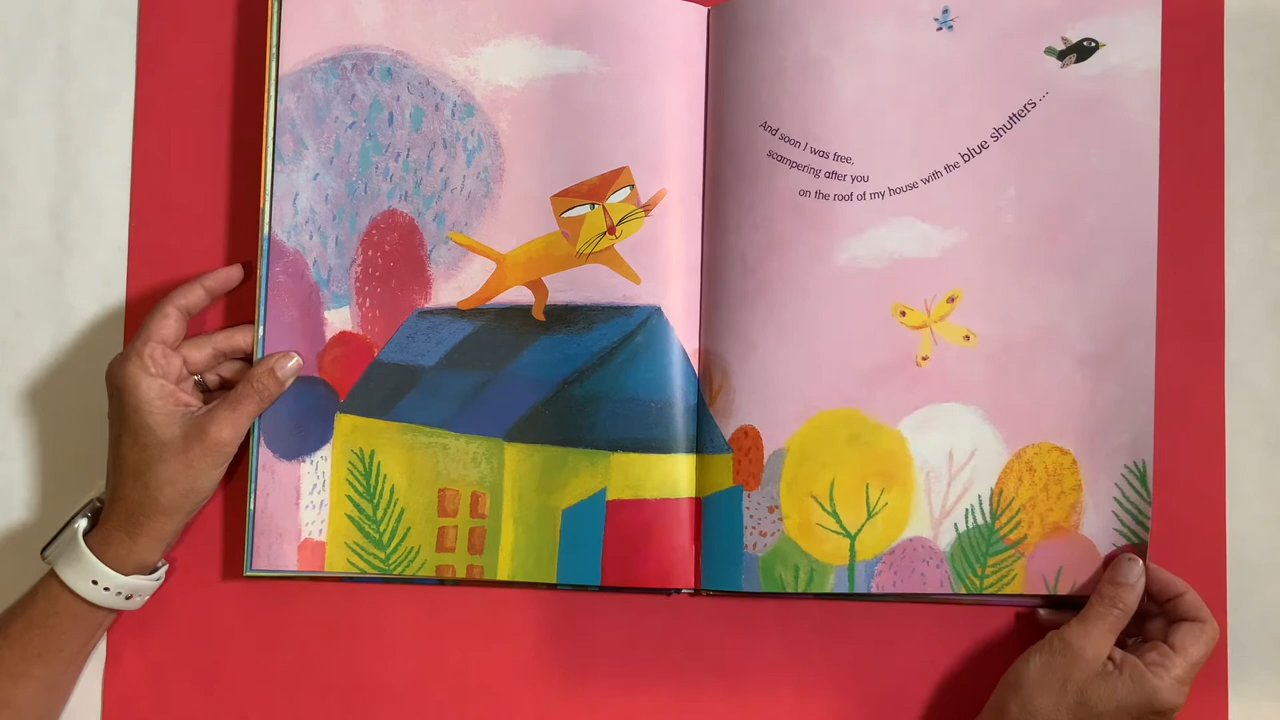 And soon I was free,
scampering after you
on the roof of my house with the blue shutters...